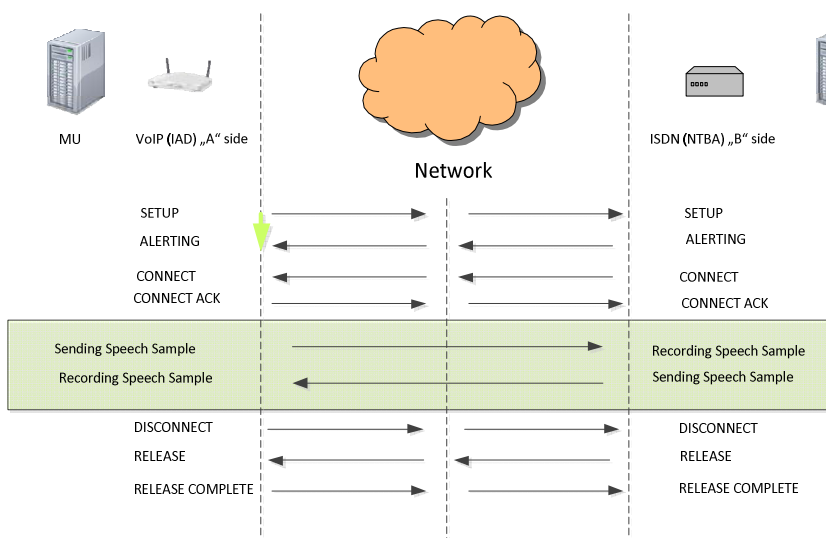 MU
VoIP (IAD) „A“ side
ISDN (NTBA) „B“ side
Network
SETUP
SETUP
ALERTING
ALERTING
CONNECT
CONNECT
CONNECT ACK
CONNECT ACK
Sending Speech Sample
Recording Speech Sample
Recording Speech Sample
Sending Speech Sample
DISCONNECT
DISCONNECT
RELEASE
RELEASE
RELEASE COMPLETE
RELEASE COMPLETE